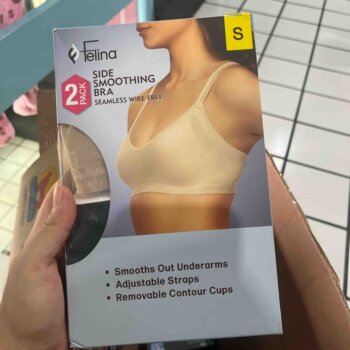 Felina
S
2 PACK
SIDE
SMOOTHING
BRA
SEAMLESS WIRE-FREE
• Smooths Out Underarms
• Adjustable Straps
• Removable Contour Cups